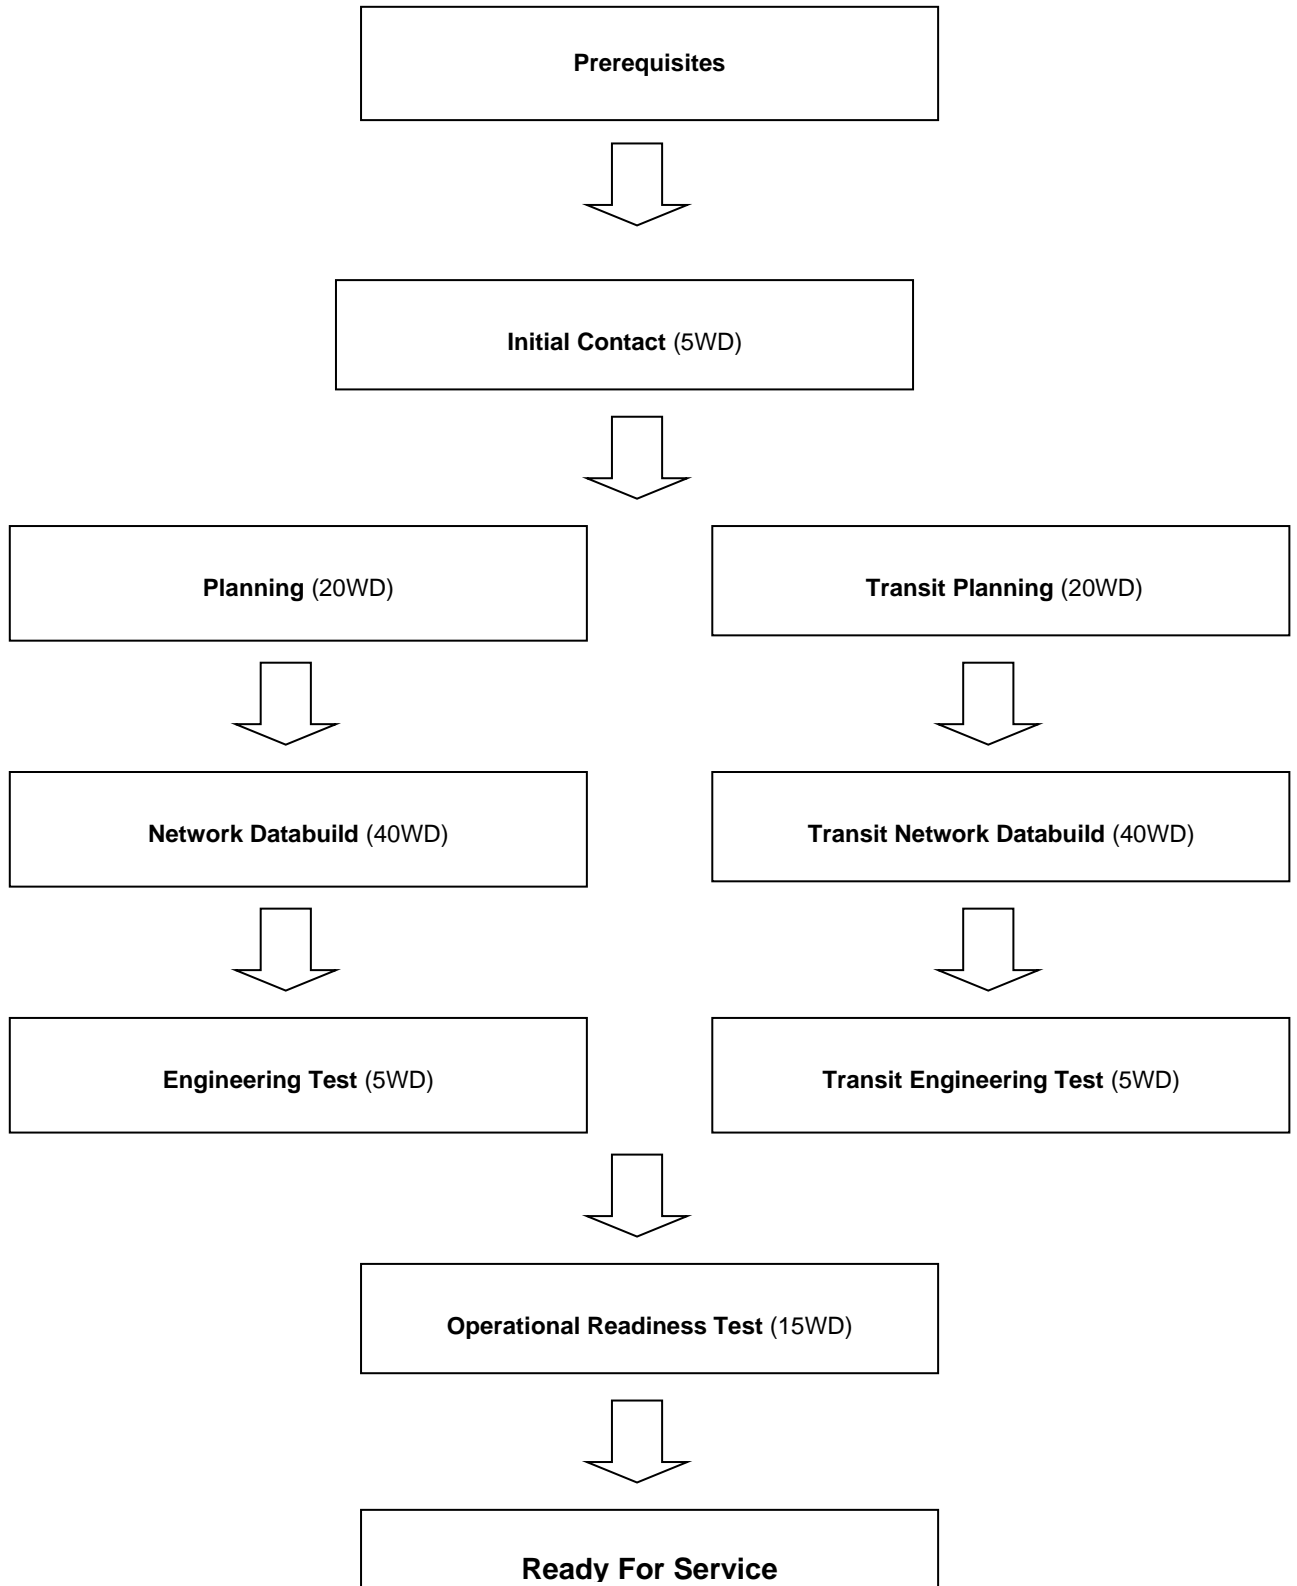 Prerequisites
Initial Contact (5WD)
Planning (20WD)
Transit Planning (20WD)
Network Databuild (40WD)
Transit Network Databuild (40WD)
Engineering Test (5WD)
Transit Engineering Test (5WD)
Operational Readiness Test (15WD)
Ready For Service